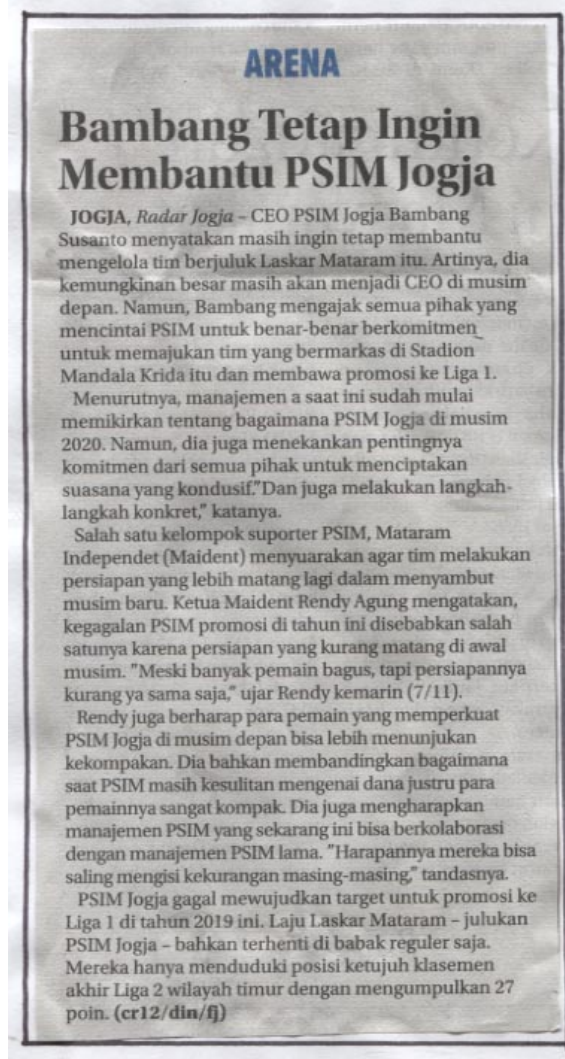 ARENA
Bambang Tetap Ingin
Membantu PSIM Jogja
JOGJA, Radar Jogja – CEO PSIM Jogja Bambang
Susanto menyatakan masih ingin tetap membantu
mengelola tim berjuluk Laskar Mataram itu. Artinya, dia
kemungkinan besar masih akan menjadi CEO di musim
depan. Namun, Bambang mengajak semua pihak yang
mencintai PSIM untuk benar-benar berkomitmen
untuk memajukan tim yang bermarkas di Stadion
Mandala Krida itu dan membawa promosi ke Liga 1.
Menurutnya, manajemen a saat ini sudah mulai
memikirkan tentang bagaimana PSIM Jogja di musim
2020. Namun, dia juga menekankan pentingnya
komitmen dari semua pihak untuk menciptakan
suasana yang kondusif."Dan juga melakukan langkah-
langkah konkret," katanya.
Salah satu kelompok suporter PSIM, Mataram
Independet (Maident) menyuarakan agar tim melakukan
persiapan yang lebih matang lagi dalam menyambut
musim baru. Ketua Maident Rendy Agung mengatakan,
kegagalan PSIM promosi di tahun ini disebabkan salah
satunya karena persiapan yang kurang matang di awal
musim. "Meski banyak pemain bagus, tapi persiapannya
kurang ya sama saja," ujar Rendy kemarin (7/11).
Rendy juga berharap para pemain yang memperkuat
PSIM Jogja di musim depan bisa lebih menunjukan
kekompakan. Dia bahkan membandingkan bagaimana
saat PSIM masih kesulitan mengenai dana justru para
pemainnya sangat kompak. Dia juga mengharapkan
manajemen PSIM yang sekarang ini bisa berkolaborasi
dengan manajemen PSIM lama. "Harapannya mereka bisa
saling mengisi kekurangan masing-masing," tandasnya.
PSIM Jogja gagal mewujudkan target untuk promosi ke
Liga 1 di tahun 2019 ini. Laju Laskar Mataram – julukan
PSIM Jogja – bahkan terhenti di babak reguler saja.
Mereka hanya menduduki posisi ketujuh klasemen
akhir Liga 2 wilayah timur dengan mengumpulkan 27
poin. (cr12/din/fj)